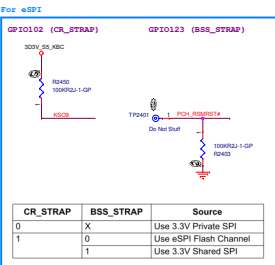 For eSPI
GPIO102 (CR_STRAP)
GPIO123 (BSS_STRAP)
3D3V_S5_KBC
R2450
100KR2J-1-GP
KSO9
TP2401
1
PCH_RSMRST#
Do Not Stuff
100KR2J-1-GP
R2403
CR_STRAP BSS_STRAP Source
0 X Use 3.3V Private SPI
1 0 Use eSPI Flash Channel
1 Use 3.3V Shared SPI